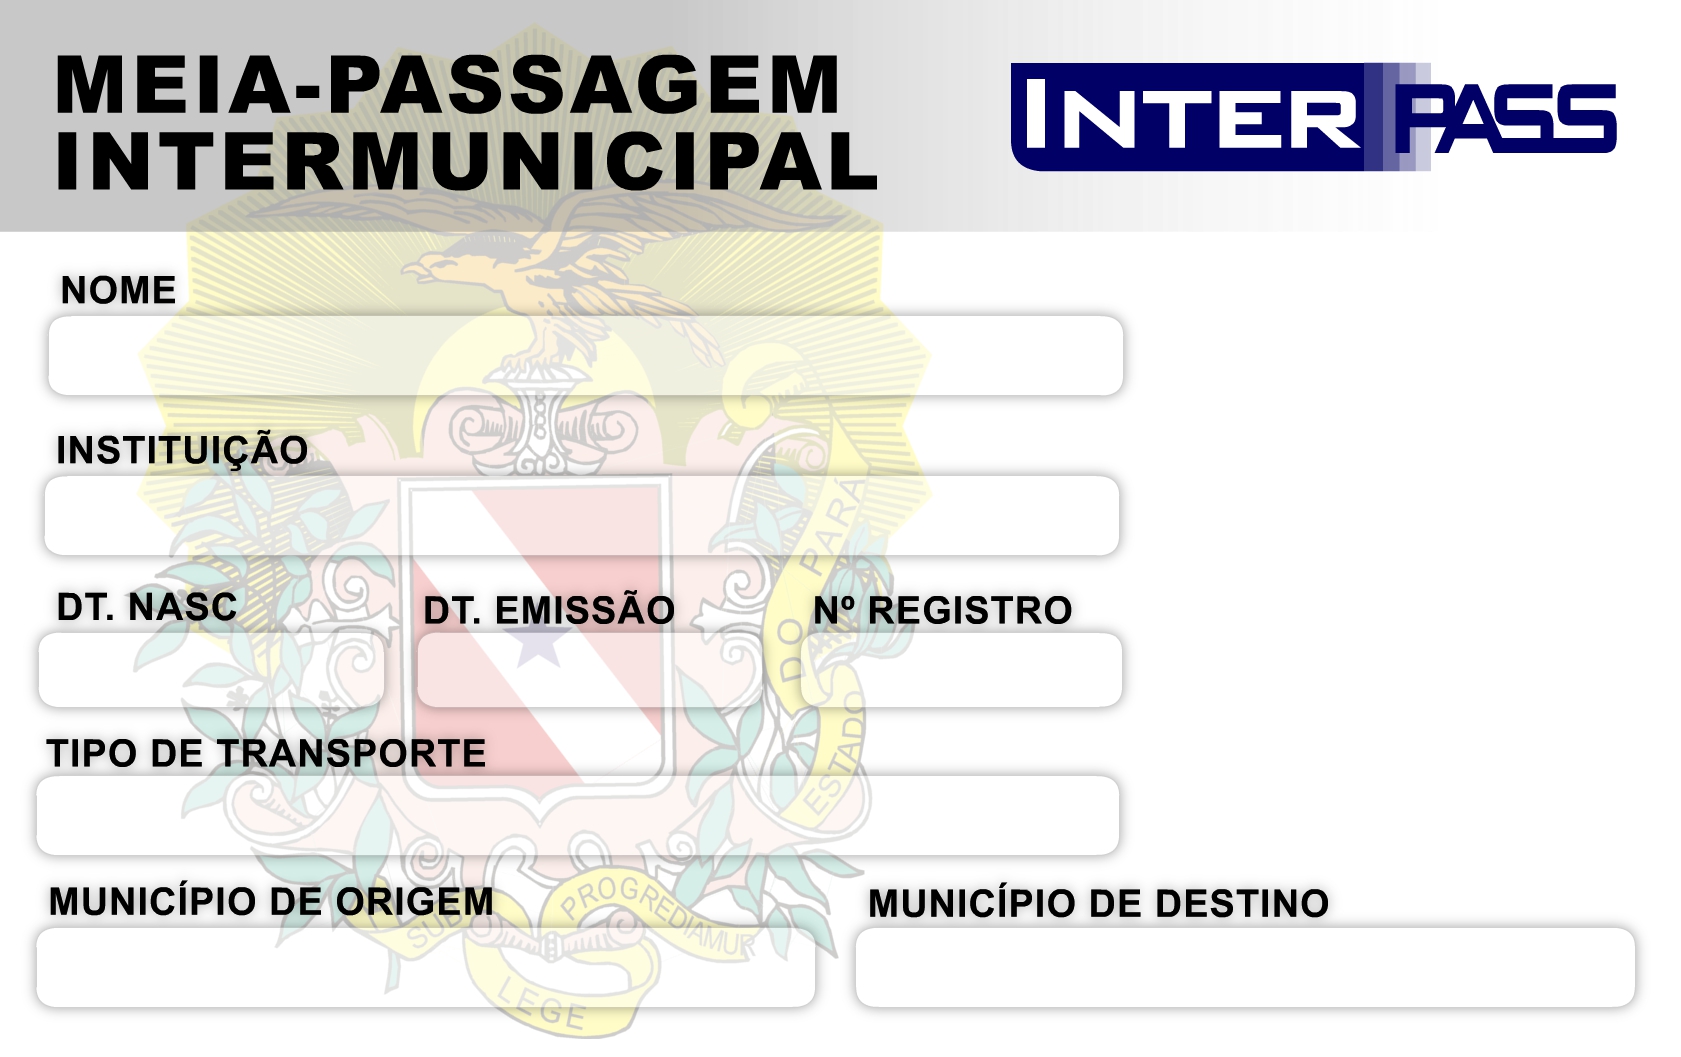 MEIA-PASSAGEM
INTERMUNICIPAL
INTERPASS
NOME
INSTITUIÇÃO
DT. NASC
DT. EMISSÃO
Nº REGISTRO
TIPO DE TRANSPORTE
MUNICÍPIO DE ORIGEM
MUNICÍPIO DE DESTINO
ESTADO DO PARÁ
SUB LEGE PROGREDIAMUR